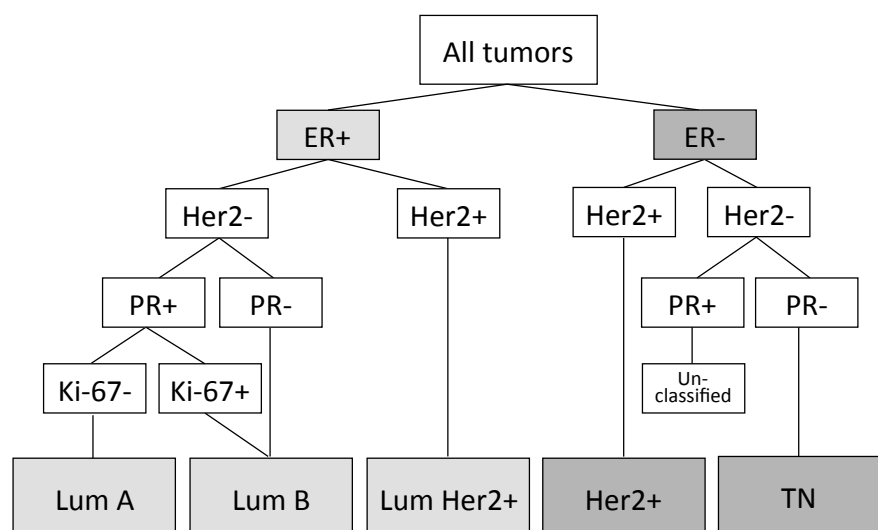 All tumors
ER+
ER-
Her2-
Her2+
Her2+
Her2-
PR+
PR-
PR+
PR-
Ki-67-
Ki-67+
Un-
classified
Lum A
Lum B
Lum Her2+
Her2+
TN